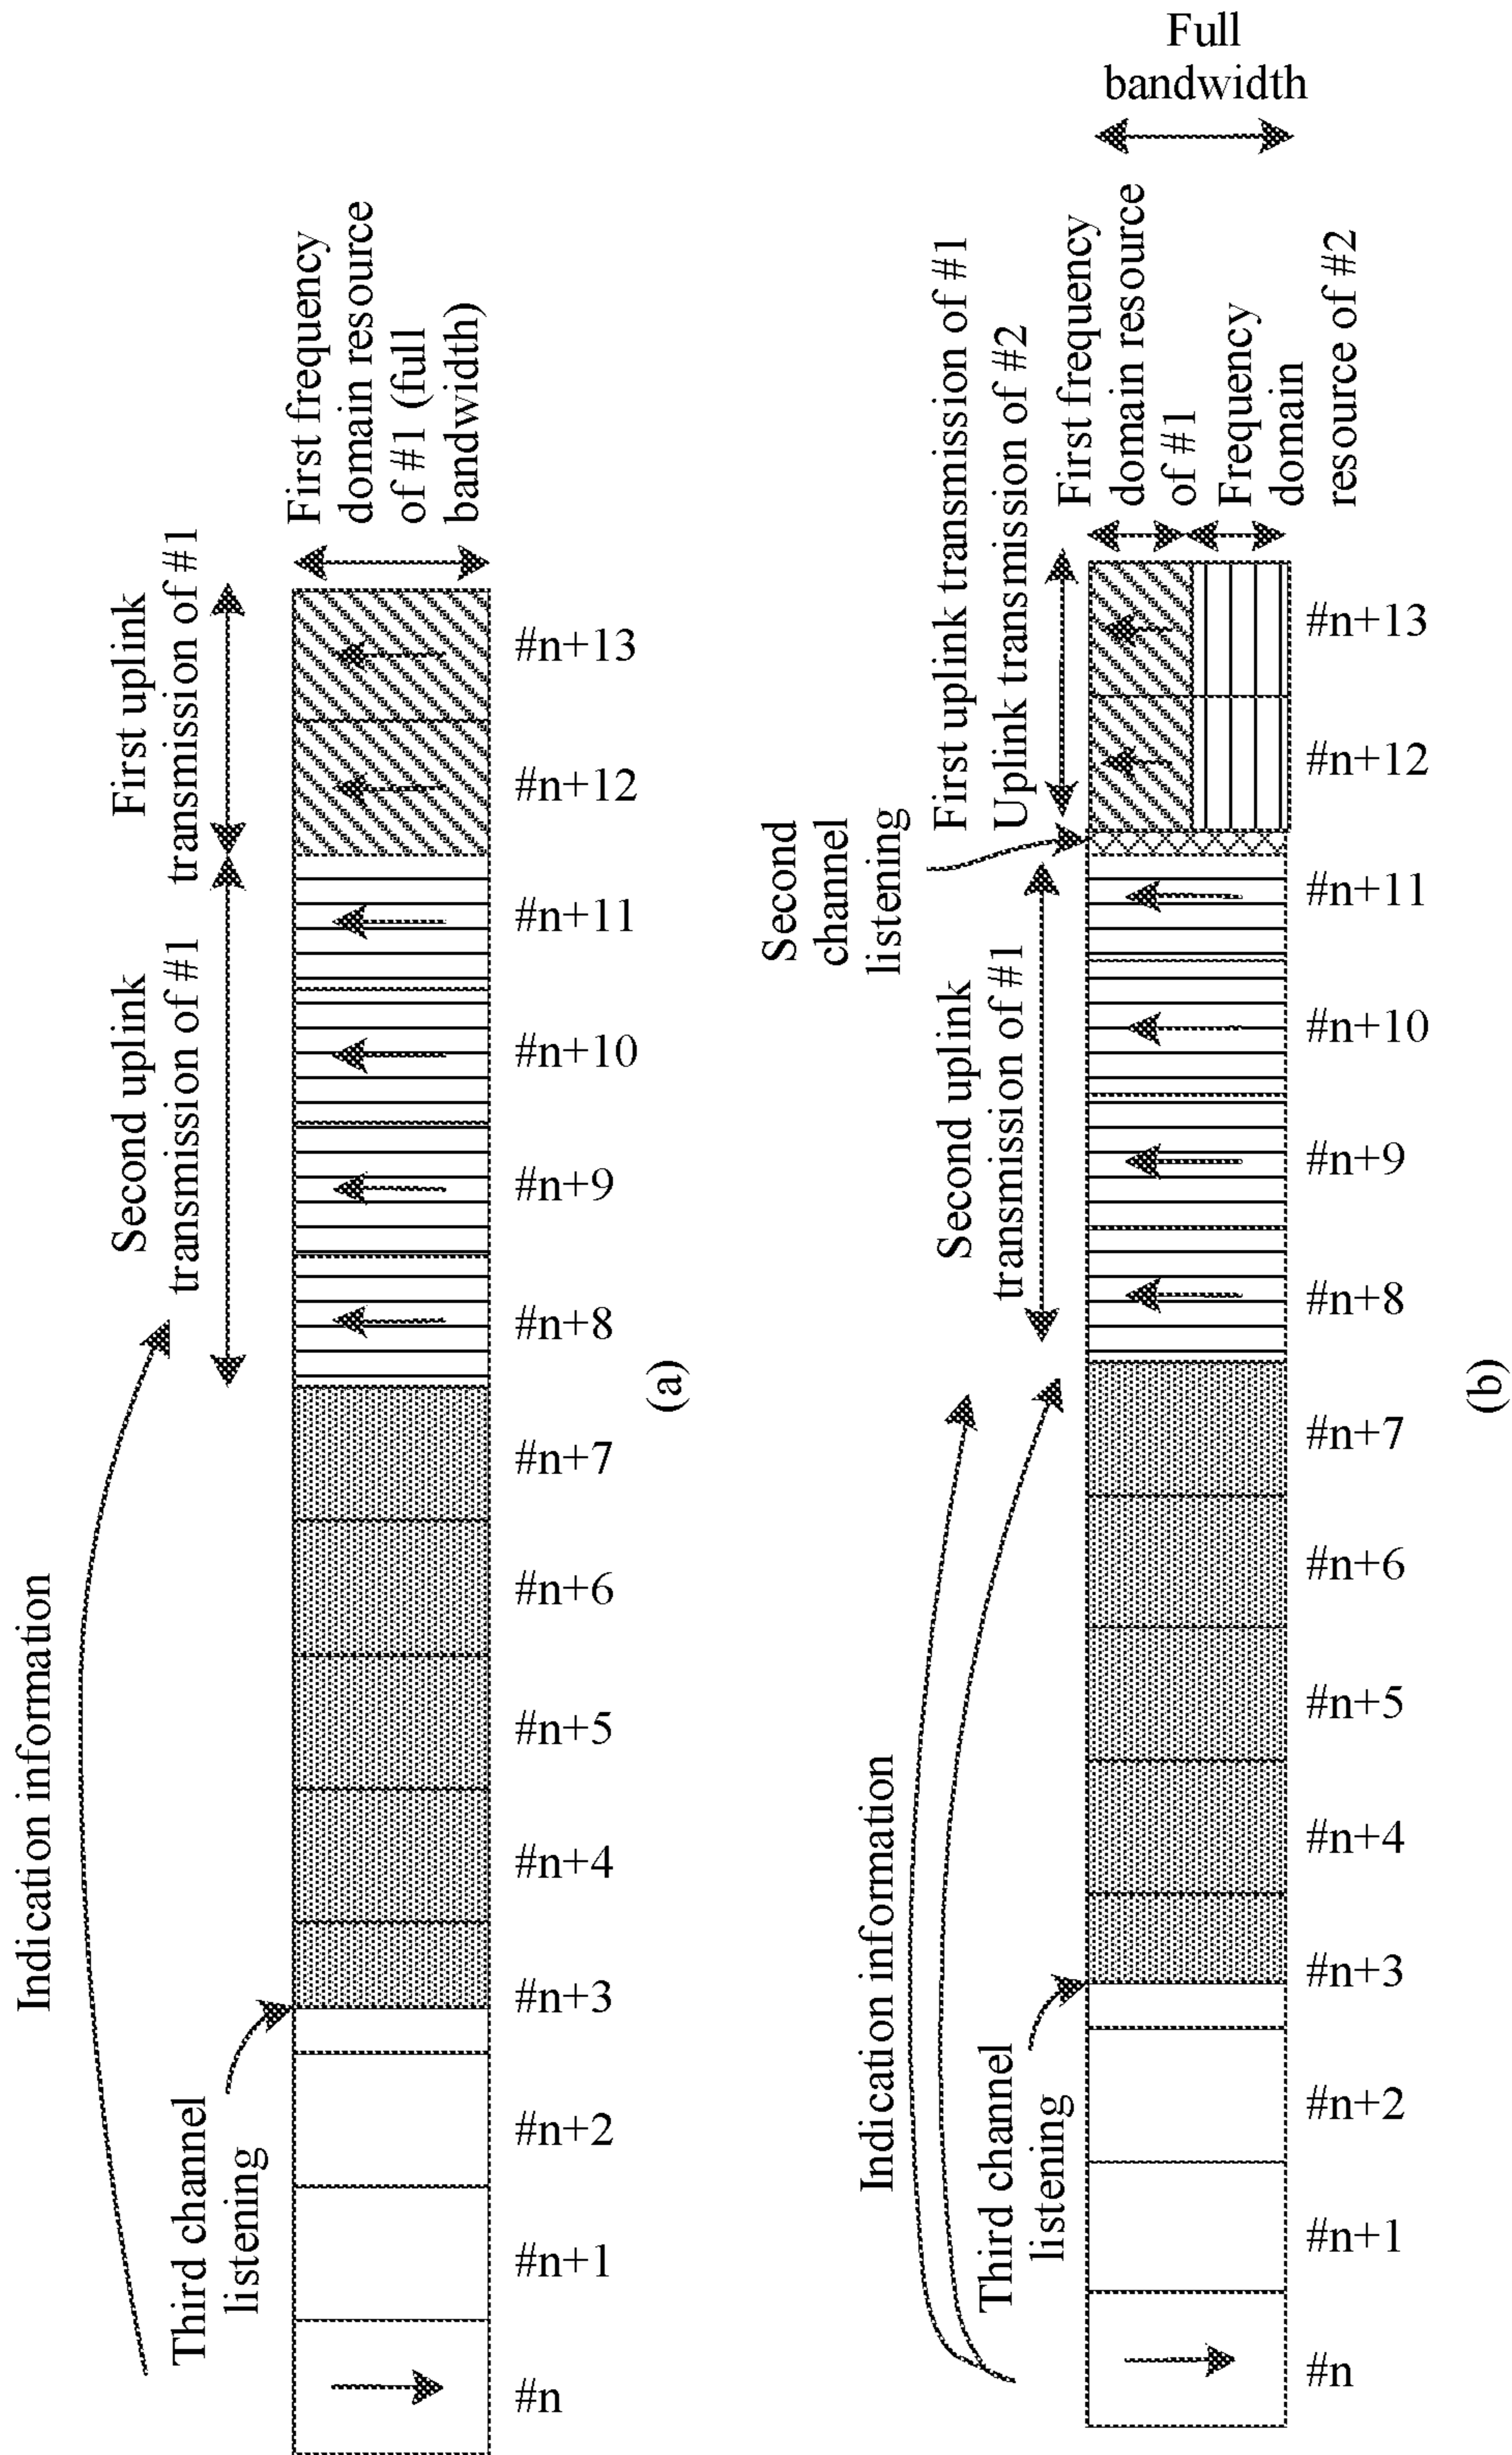 Indication information
Third channel
listening
Second uplink
transmission of #1
First uplink
transmission of #1
First frequency
domain resource
of #1 (full
bandwidth)
#n
#n+1
#n+2
#n+3
#n+4
#n+5
#n+6
#n+7
#n+8
#n+9
#n+10
#n+11
#n+12
#n+13
(a)
Indication information
Third channel
listening
Second uplink
transmission of #1
Second
channel
listening
First uplink transmission of #1
Uplink transmission of #2
First frequency
domain resource
of #1
Frequency
domain
resource of #2
Full
bandwidth
#n
#n+1
#n+2
#n+3
#n+4
#n+5
#n+6
#n+7
#n+8
#n+9
#n+10
#n+11
#n+12
#n+13
(b)